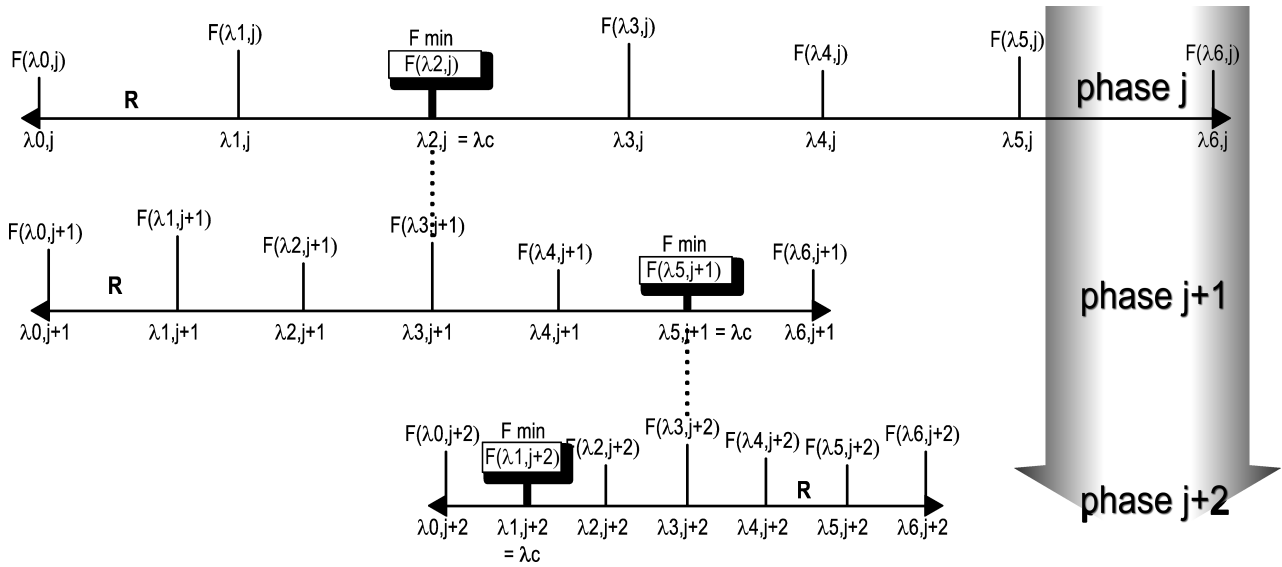 F(λ0,j) F(λ1,j) F min F(λ3,j) F(λ4,j) F(λ5,j) F(λ6,j)
F(λ2,j)
R phase j
λ0,j λ1,j λ2,j = λc λ3,j λ4,j λ5,j λ6,j
F(λ0,j+1) F(λ1,j+1) F(λ2,j+1) F(λ3,j+1) F(λ4,j+1) F min F(λ6,j+1)
F(λ5,j+1)
R phase j+1
λ0,j+1 λ1,j+1 λ2,j+1 λ3,j+1 λ4,j+1 λ5,j+1 = λc λ6,j+1
F(λ0,j+2) F min F(λ2,j+2) F(λ3,j+2) F(λ4,j+2) F(λ5,j+2) F(λ6,j+2)
F(λ1,j+2)
R phase j+2
λ0,j+2 λ1,j+2 λ2,j+2 λ3,j+2 λ4,j+2 λ5,j+2 λ6,j+2
= λc